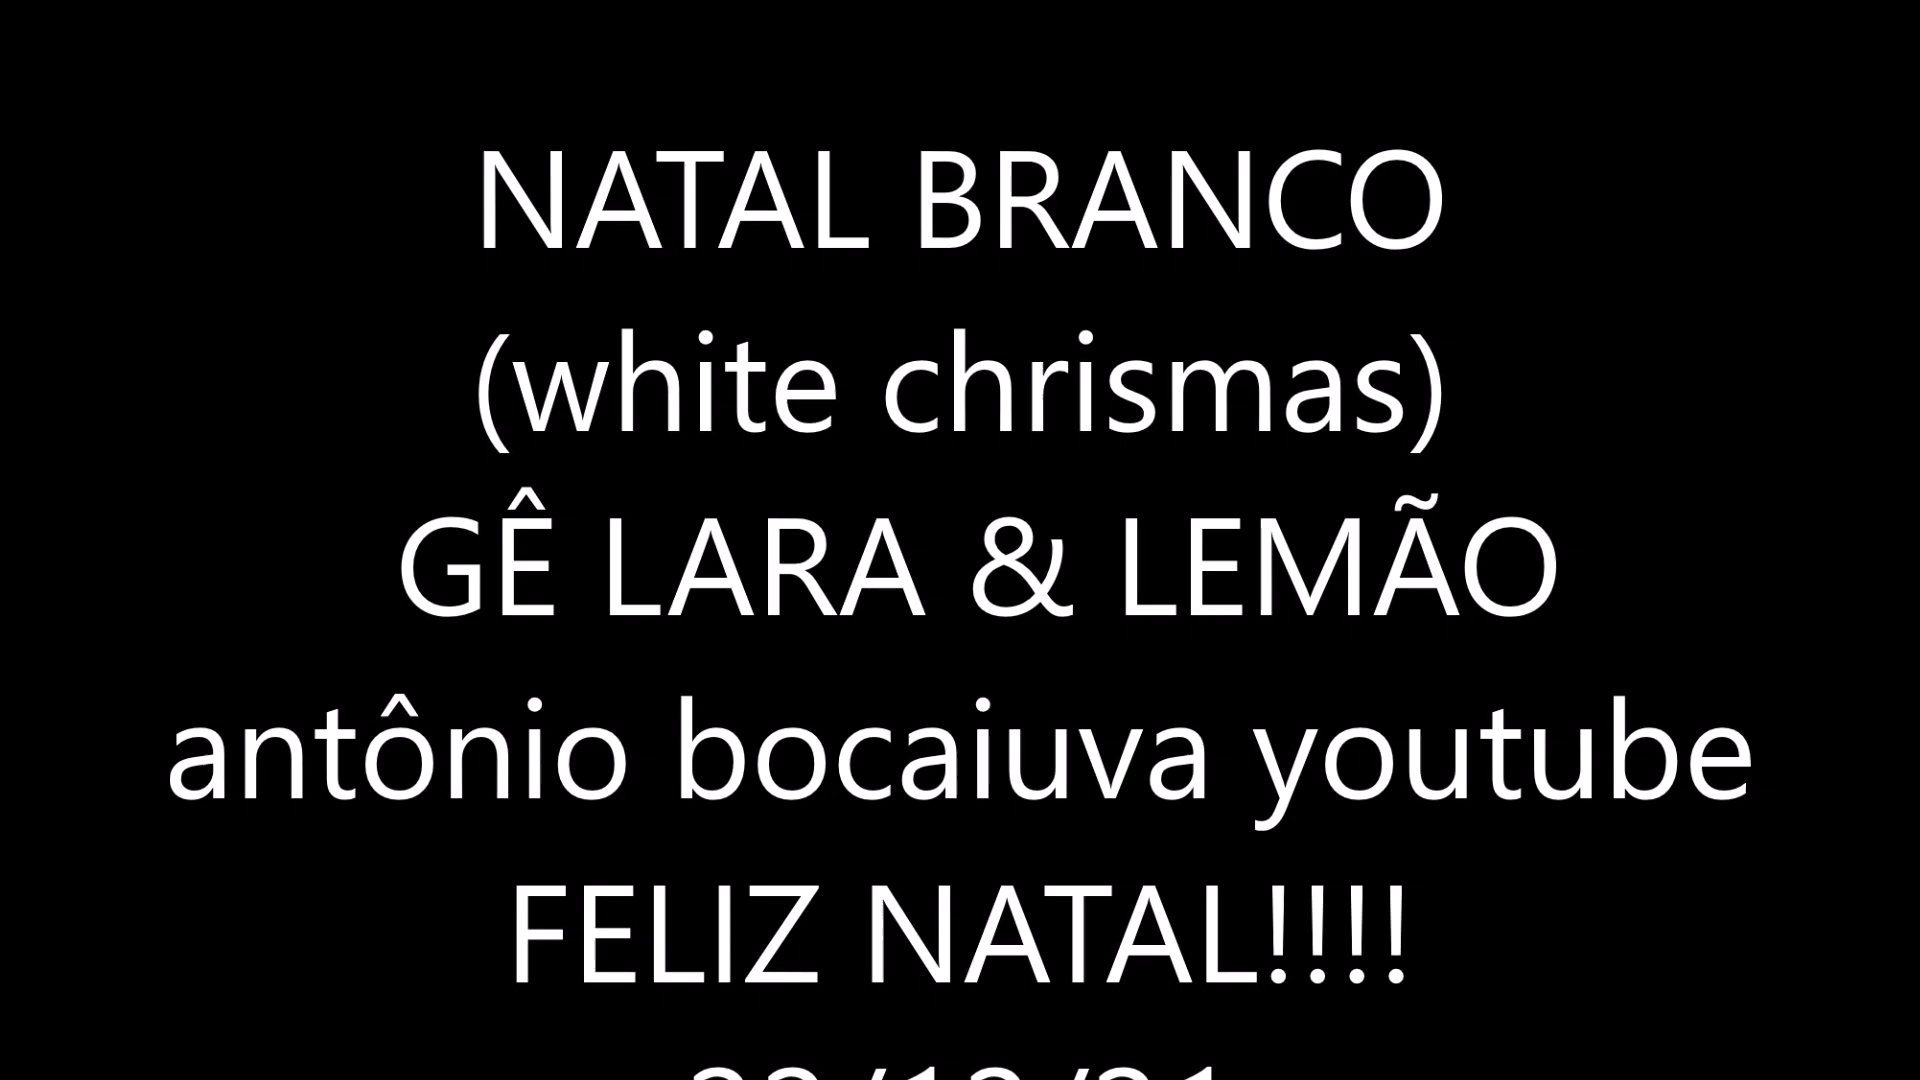 NATAL BRANCO
(white chrismas)
GÊ LARA & LEMÃO
antônio bocaiuva youtube
FELIZ NATAL!!!!